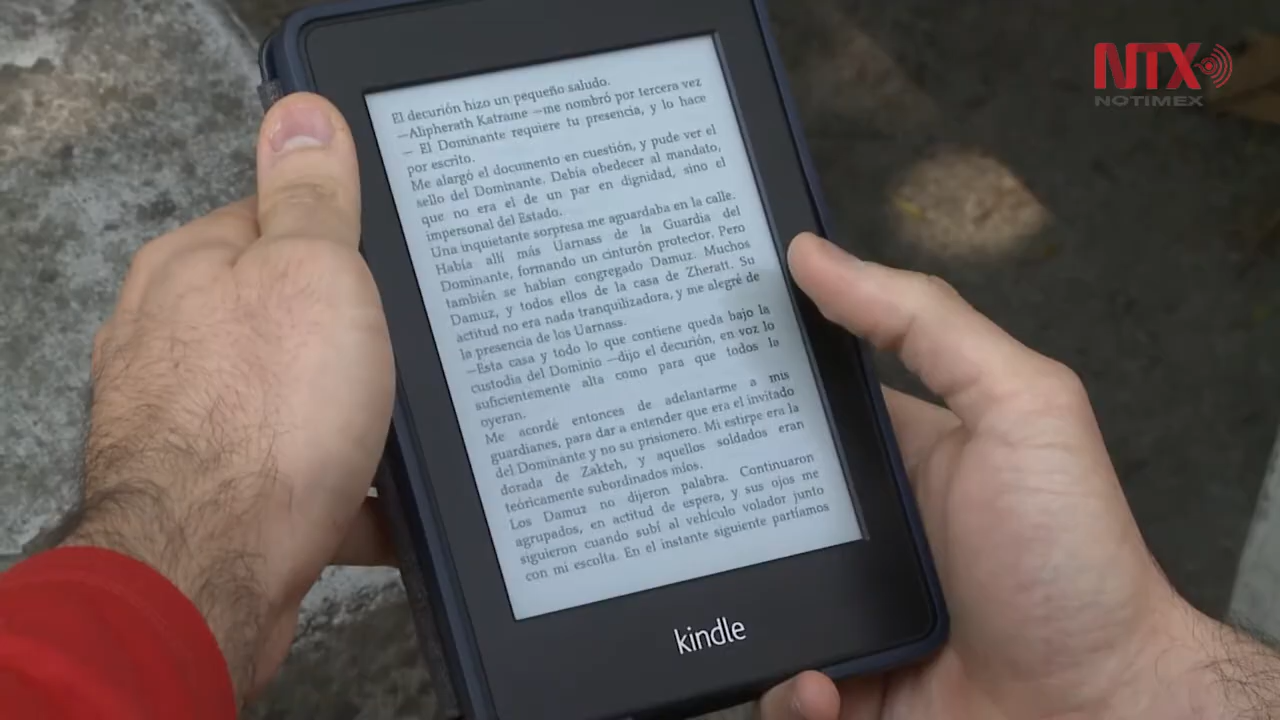 El decurión hizo un pequeño saludo.
—Alipherath Katrame —me nombró por tercera vez
— El Dominante requiere tu presencia, y lo hace
por escrito.
Me alargó el documento en cuestión, y pude ver el
sello del Dominante. Debía obedecer al mandato,
que no era el de un par en dignidad, sino el
impersonal del Estado.
Una inquietante sorpresa me aguardaba en la calle.
Había allí más Uarnass de la Guardia del
Dominante, formando un cinturón protector. Pero
también se habían congregado Damuz. Muchos
Damuz, y todos ellos de la casa de Zheratt. Su
actitud no era nada tranquilizadora, y me alegré de
la presencia de los Uarnass.
—Esta casa y todo lo que contiene queda bajo la
custodia del Dominio —dijo el decurión, en voz lo
suficientemente alta como para que todos lo
oyeran.
Me acordé entonces de adelantarme a mis
guardianes, para dar a entender que era el invitado
del Dominante y no su prisionero. Mi estirpe era la
dorada de Zakteh, y aquellos soldados eran
teóricamente subordinados míos.
Los Damuz no dijeron palabra. Continuaron
agrupados, en actitud de espera, y sus ojos me
siguieron cuando subí al vehículo volador junto
con mi escolta. En el instante siguiente partíamos
kindle
NTX
NOTIMEX